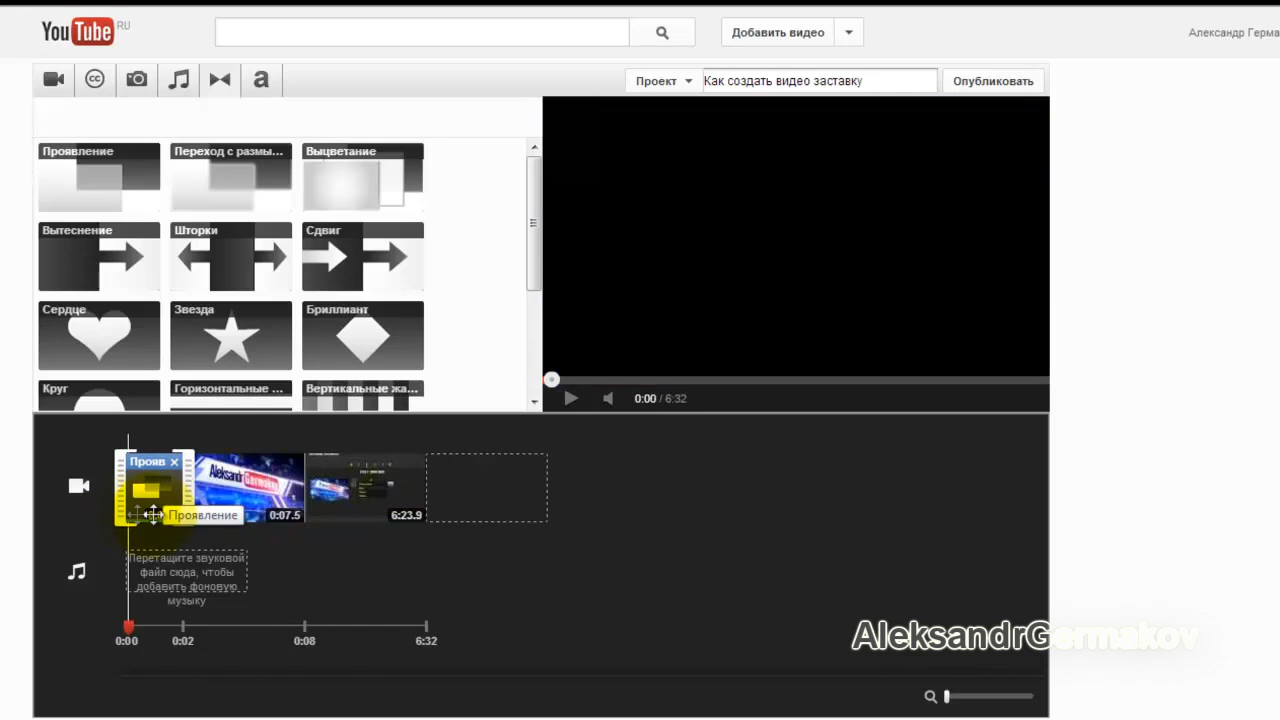 YouTube RU
Добавить видео
Александр Герма
cc
a
Проект
Как создать видео заставку
Опубликовать
Проявление
Переход с размы...
Выцветание
Вытеснение
Шторки
Сдвиг
Сердце
Звезда
Бриллиант
Круг
Горизонтальные ...
Вертикальные жа...
0:00 / 6:32
Прояв x
AleksandrGermakov
Проявление
0:07.5
6:23.9
Перетащите звуковой
файл сюда, чтобы
добавить фоновую
музыку
0:00
0:02
0:08
6:32
AleksandrGermakov